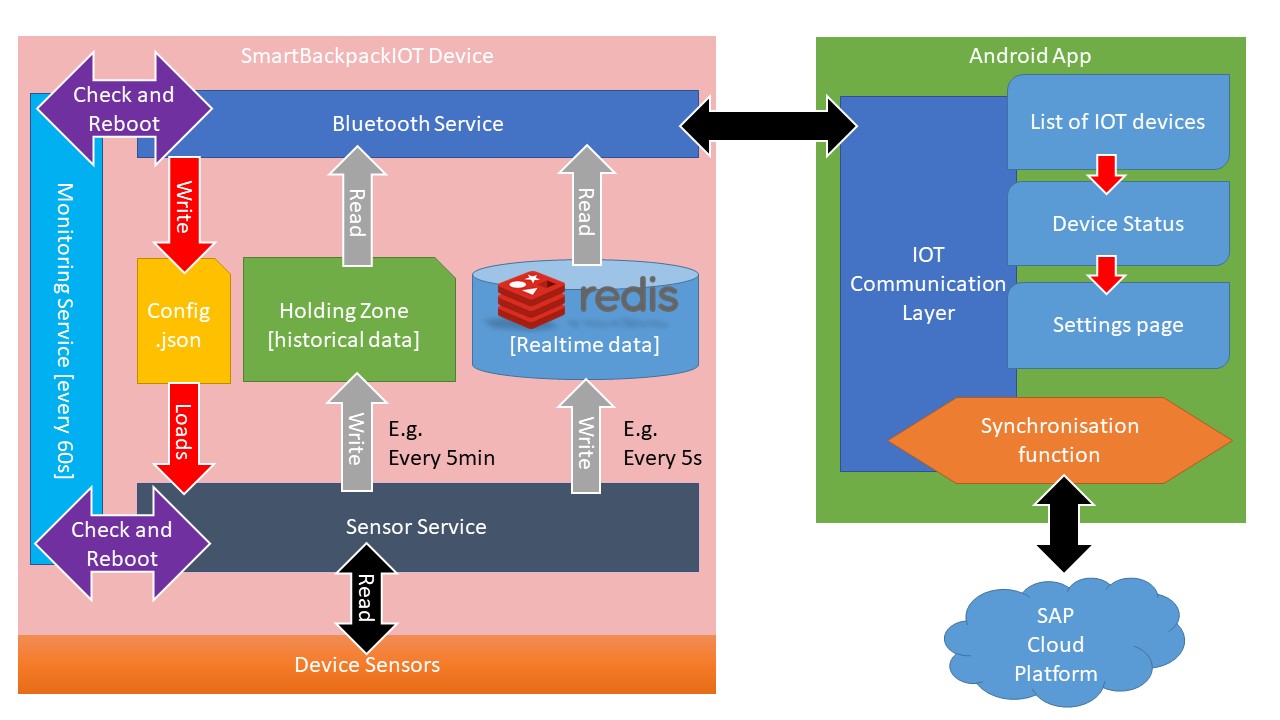 SmartBackpackIOT Device
Check and
Reboot
Bluetooth Service
Write
Read
Read
Monitoring Service [every 60s]
Config
.json
Holding Zone
[historical data]
redis
[Realtime data]
Loads
Write
E.g.
Every 5min
Write
E.g.
Every 5s
Check and
Reboot
Sensor Service
Read
Device Sensors
Android App
List of IOT devices
Device Status
IOT
Communication
Layer
Settings page
Synchronisation
function
SAP
Cloud
Platform